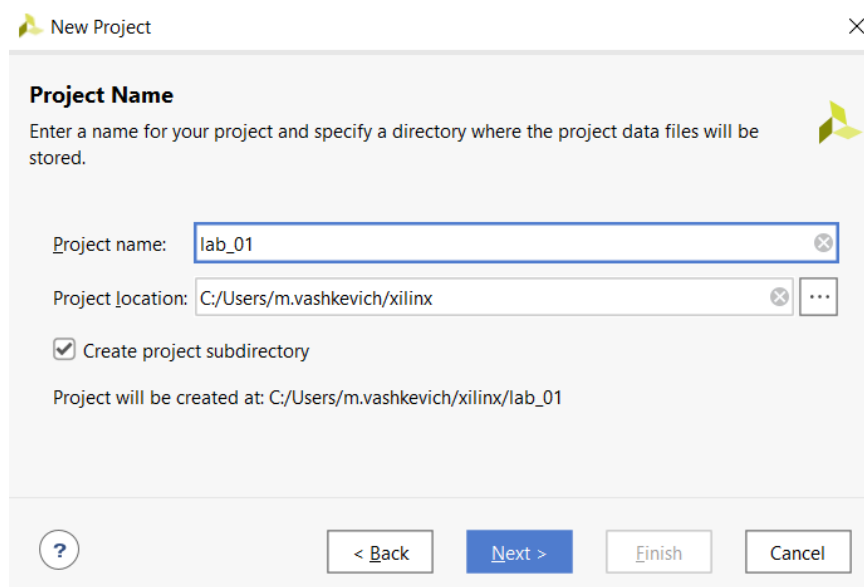 New Project
Project Name
Enter a name for your project and specify a directory where the project data files will be
stored.
Project name: lab_01
Project location: C:/Users/m.vashkevich/xilinx ...
Create project subdirectory
Project will be created at: C:/Users/m.vashkevich/xilinx/lab_01
? < Back Next > Finish Cancel